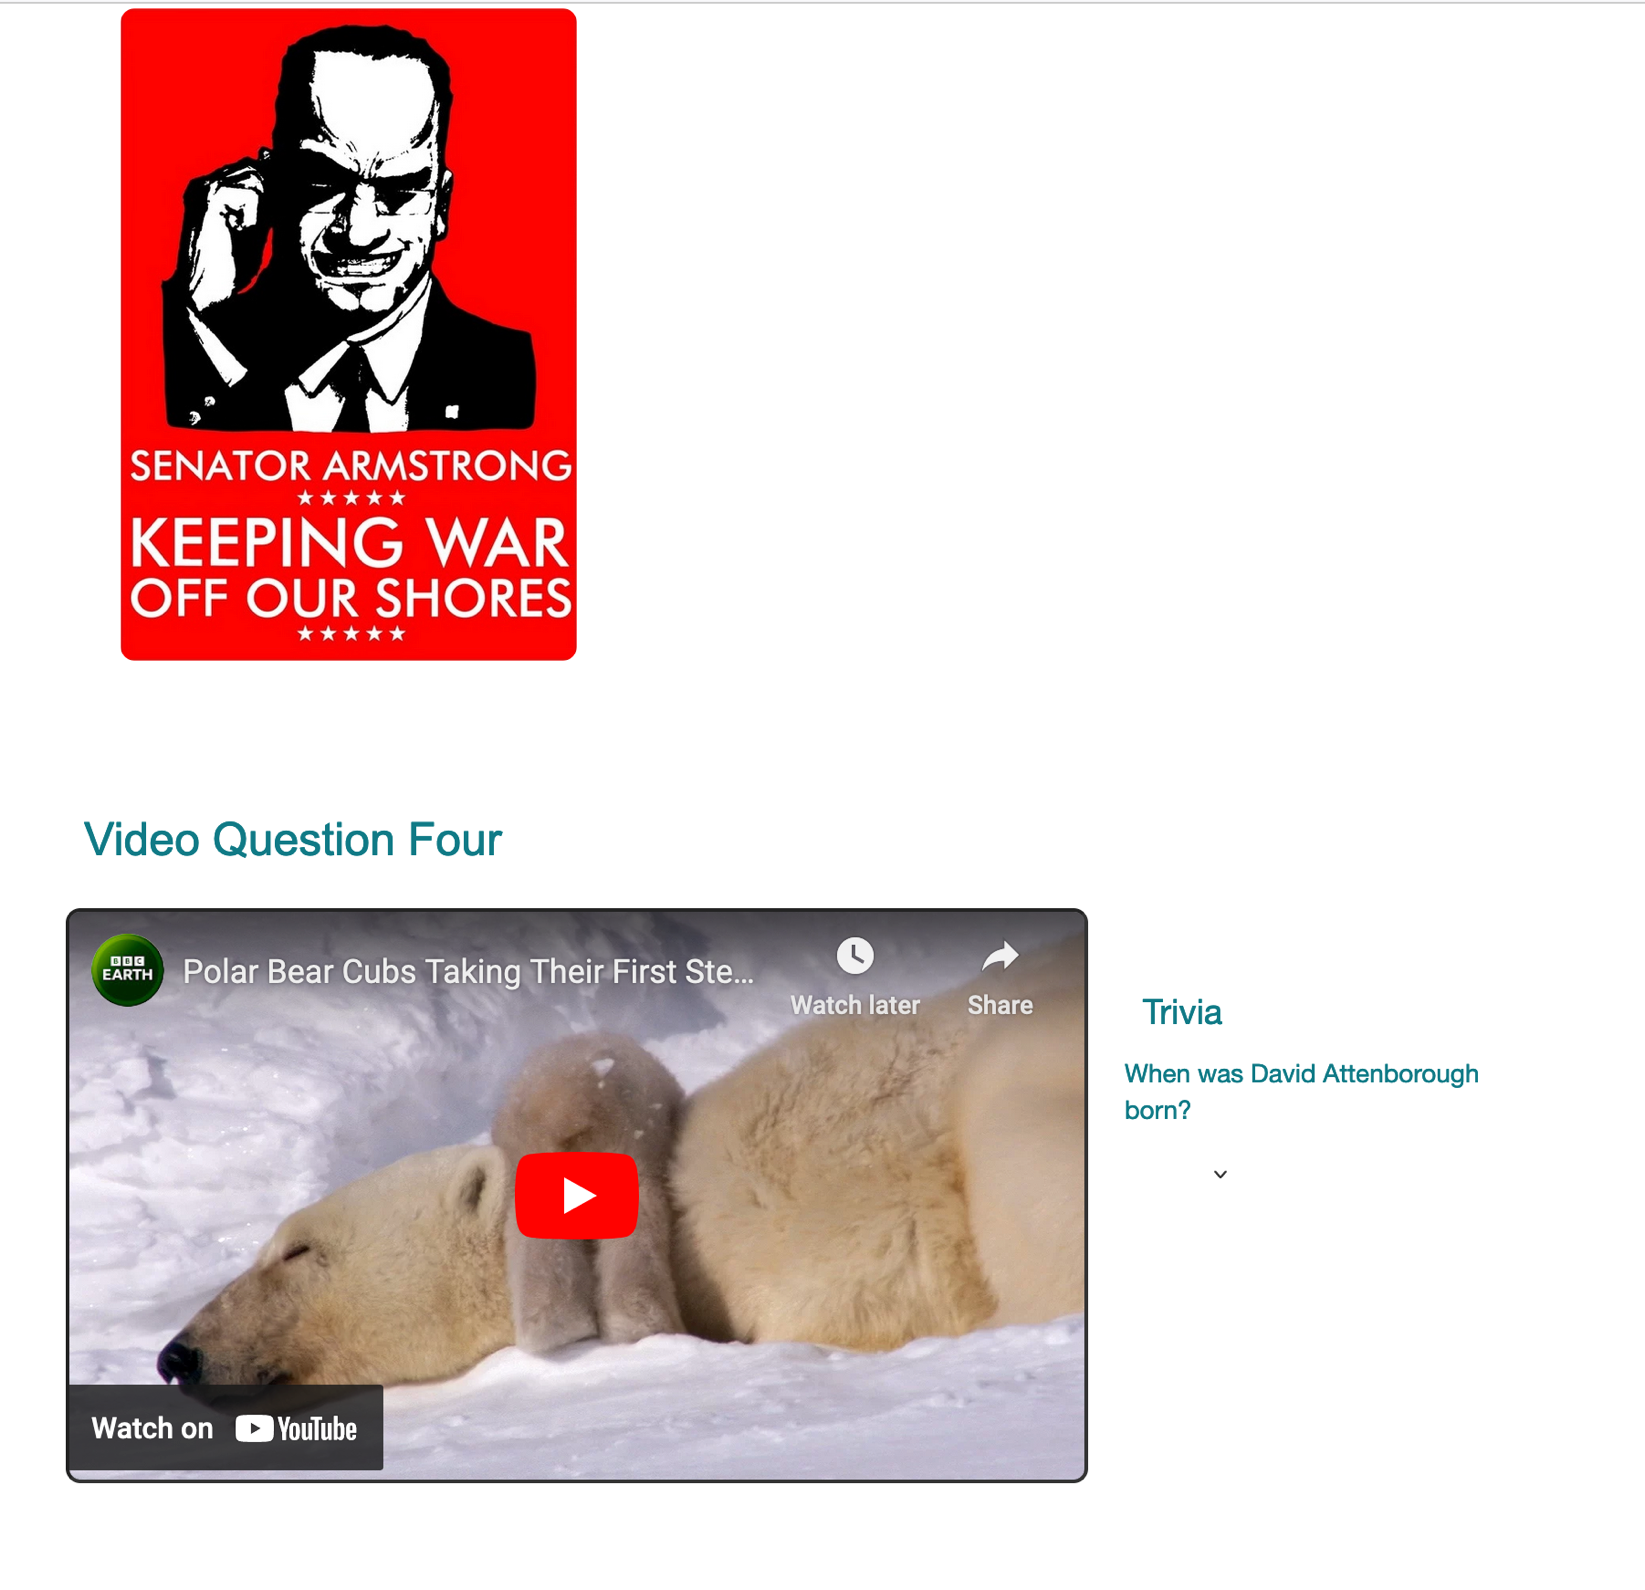 SENATOR ARMSTRONG
KEEPING WAR
OFF OUR SHORES
Video Question Four
BBC
EARTH
Polar Bear Cubs Taking Their First Ste...
Watch later
Share
Watch on YouTube
Trivia
When was David Attenborough
born?